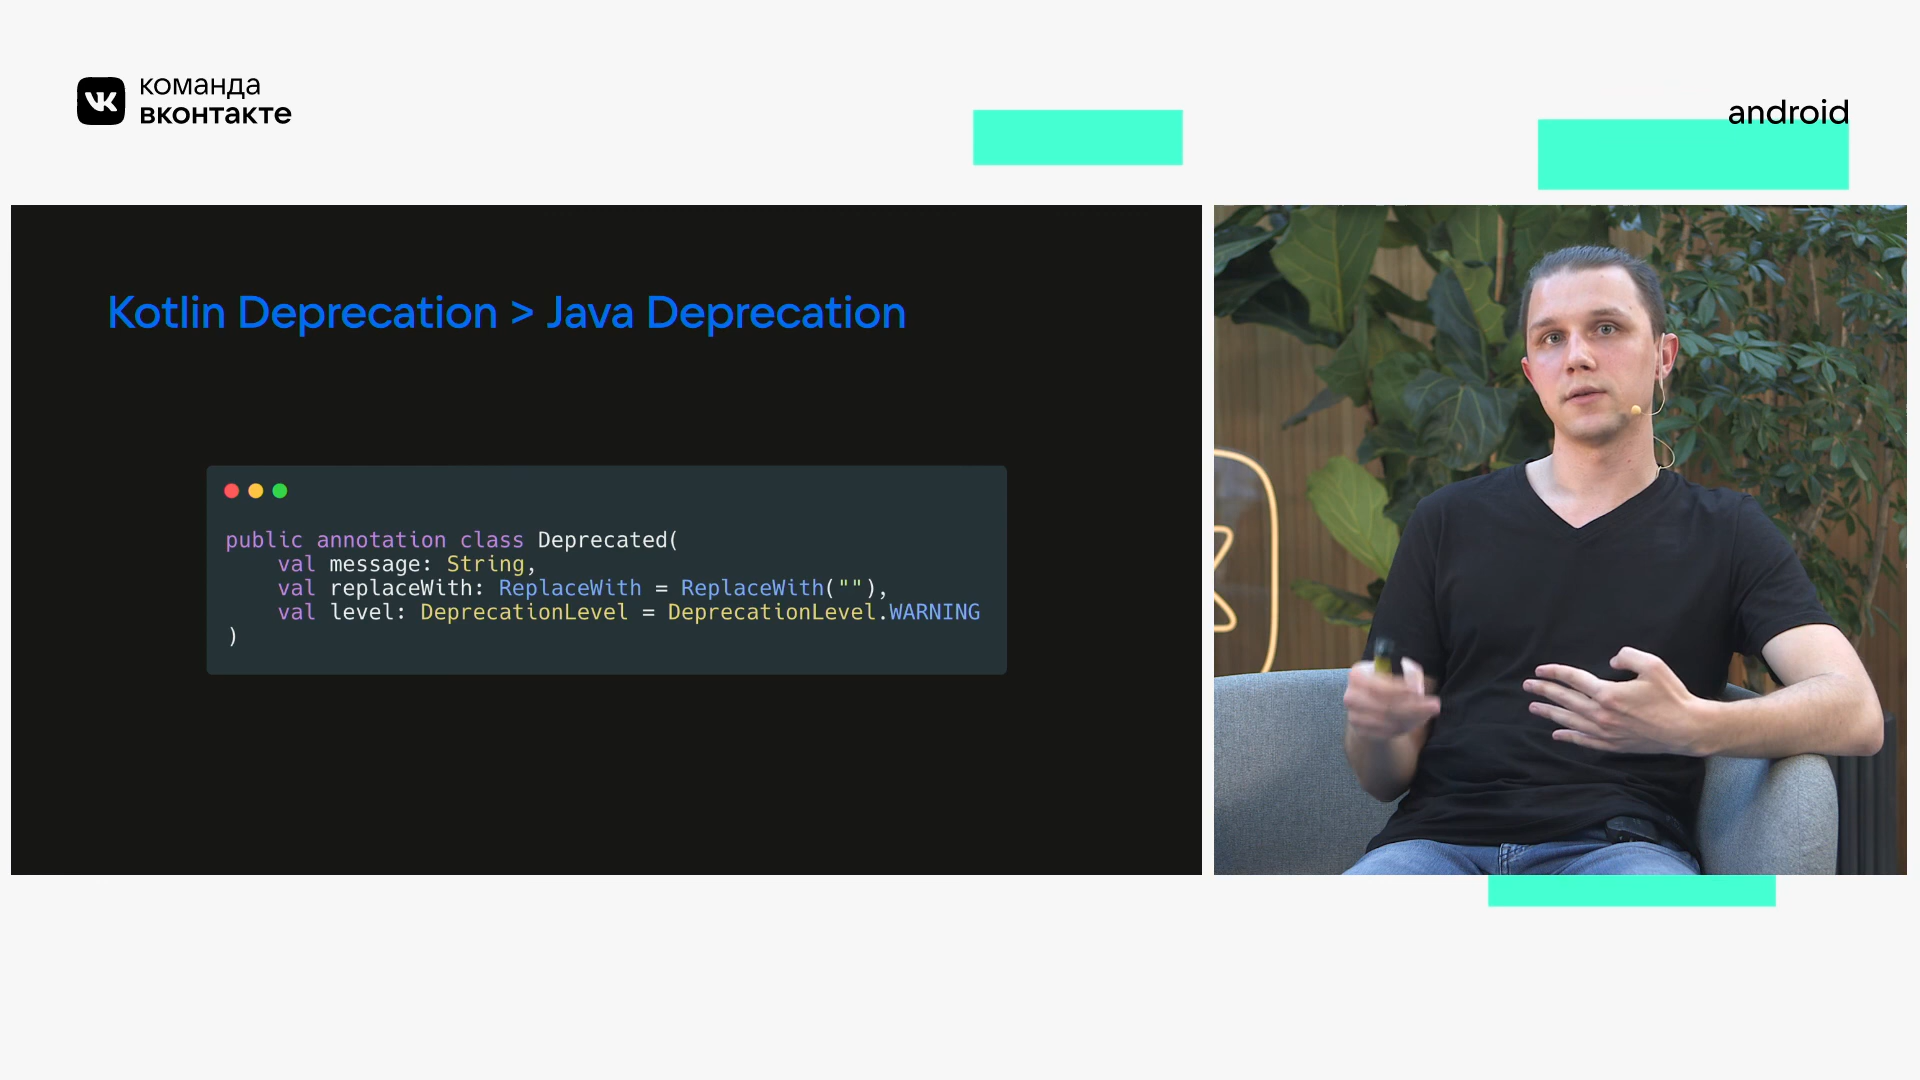 команда
вконтакте
android
Kotlin Deprecation > Java Deprecation
public annotation class Deprecated(
    val message: String,
    val replaceWith: ReplaceWith = ReplaceWith(""),
    val level: DeprecationLevel = DeprecationLevel.WARNING
)